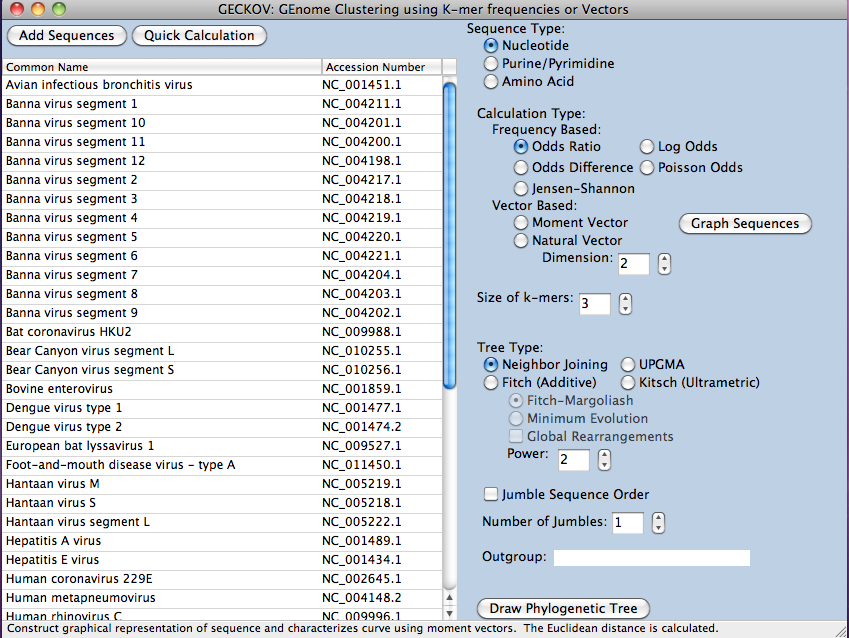 GECKOV: GEnome Clustering using K-mer frequencies or Vectors
Add Sequences Quick Calculation
Common Name Accession Number
Avian infectious bronchitis virus NC_001451.1
Banna virus segment 1 NC_004211.1
Banna virus segment 10 NC_004201.1
Banna virus segment 11 NC_004200.1
Banna virus segment 12 NC_004198.1
Banna virus segment 2 NC_004217.1
Banna virus segment 3 NC_004218.1
Banna virus segment 4 NC_004219.1
Banna virus segment 5 NC_004220.1
Banna virus segment 6 NC_004221.1
Banna virus segment 7 NC_004204.1
Banna virus segment 8 NC_004203.1
Banna virus segment 9 NC_004202.1
Bat coronavirus HKU2 NC_009988.1
Bear Canyon virus segment L NC_010255.1
Bear Canyon virus segment S NC_010256.1
Bovine enterovirus NC_001859.1
Dengue virus type 1 NC_001477.1
Dengue virus type 2 NC_001474.2
European bat lyssavirus 1 NC_009527.1
Foot-and-mouth disease virus - type A NC_011450.1
Hantaan virus M NC_005219.1
Hantaan virus S NC_005218.1
Hantaan virus segment L NC_005222.1
Hepatitis A virus NC_001489.1
Hepatitis E virus NC_001434.1
Human coronavirus 229E NC_002645.1
Human metapneumovirus NC_004148.2
Human rhinovirus C NC_009996.1
Sequence Type:
Nucleotide
Purine/Pyrimidine
Amino Acid
Calculation Type:
Frequency Based:
Odds Ratio Log Odds
Odds Difference Poisson Odds
Jensen-Shannon
Vector Based:
Moment Vector
Natural Vector
Graph Sequences
Dimension: 2
Size of k-mers: 3
Tree Type:
Neighbor Joining UPGMA
Fitch (Additive) Kitsch (Ultrametric)
Fitch-Margoliash
Minimum Evolution
Global Rearrangements
Power: 2
Jumble Sequence Order
Number of Jumbles: 1
Outgroup:
Draw Phylogenetic Tree
Construct graphical representation of sequence and characterizes curve using moment vectors. The Euclidean distance is calculated.